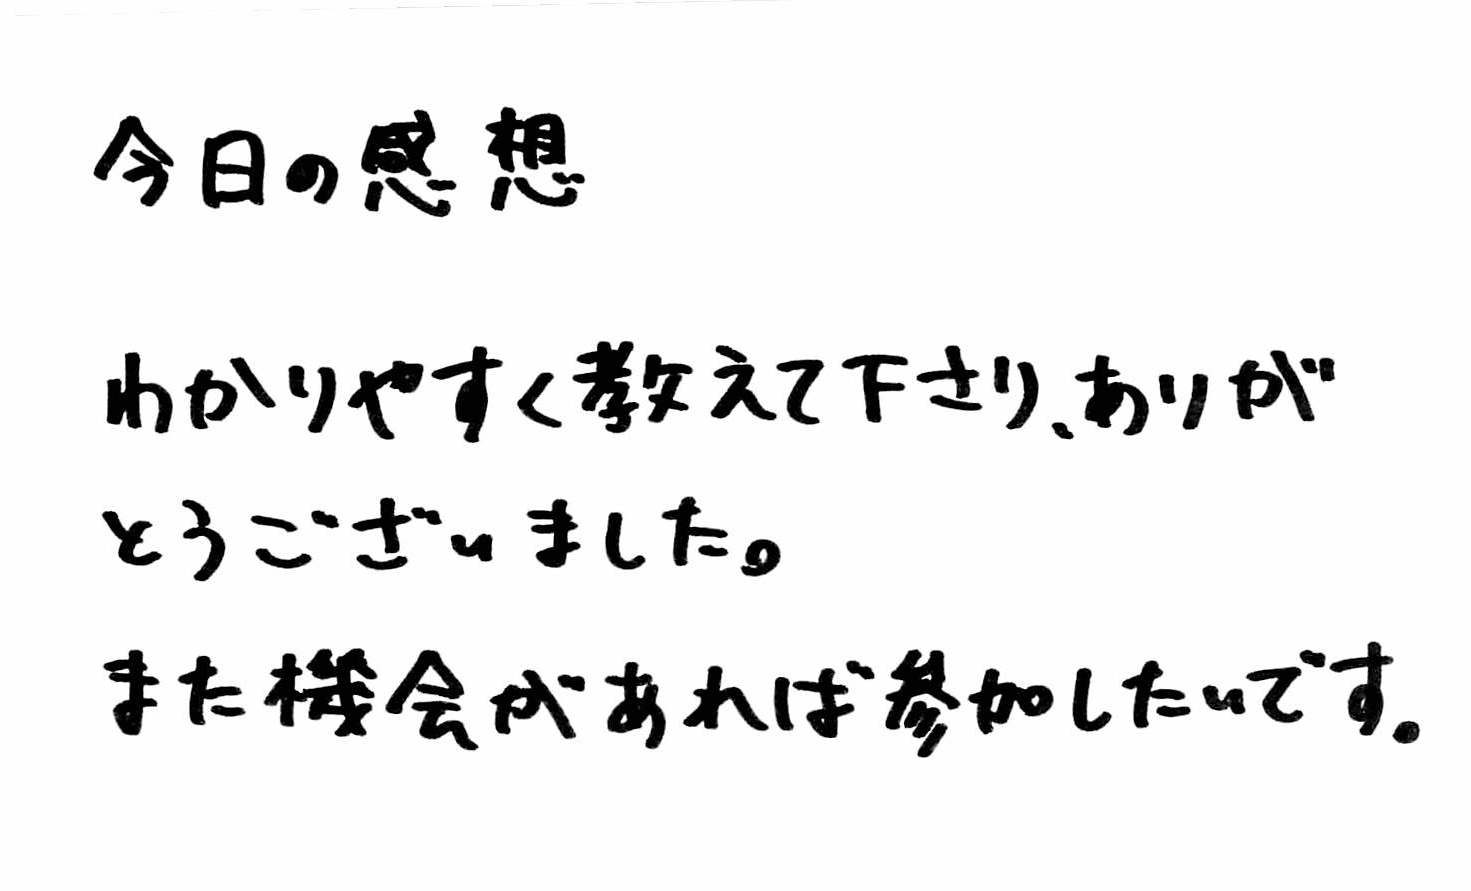 今日の感想
わかりやすく教えて下さり、ありが
とうございました。
また機会があれば参加したいです。